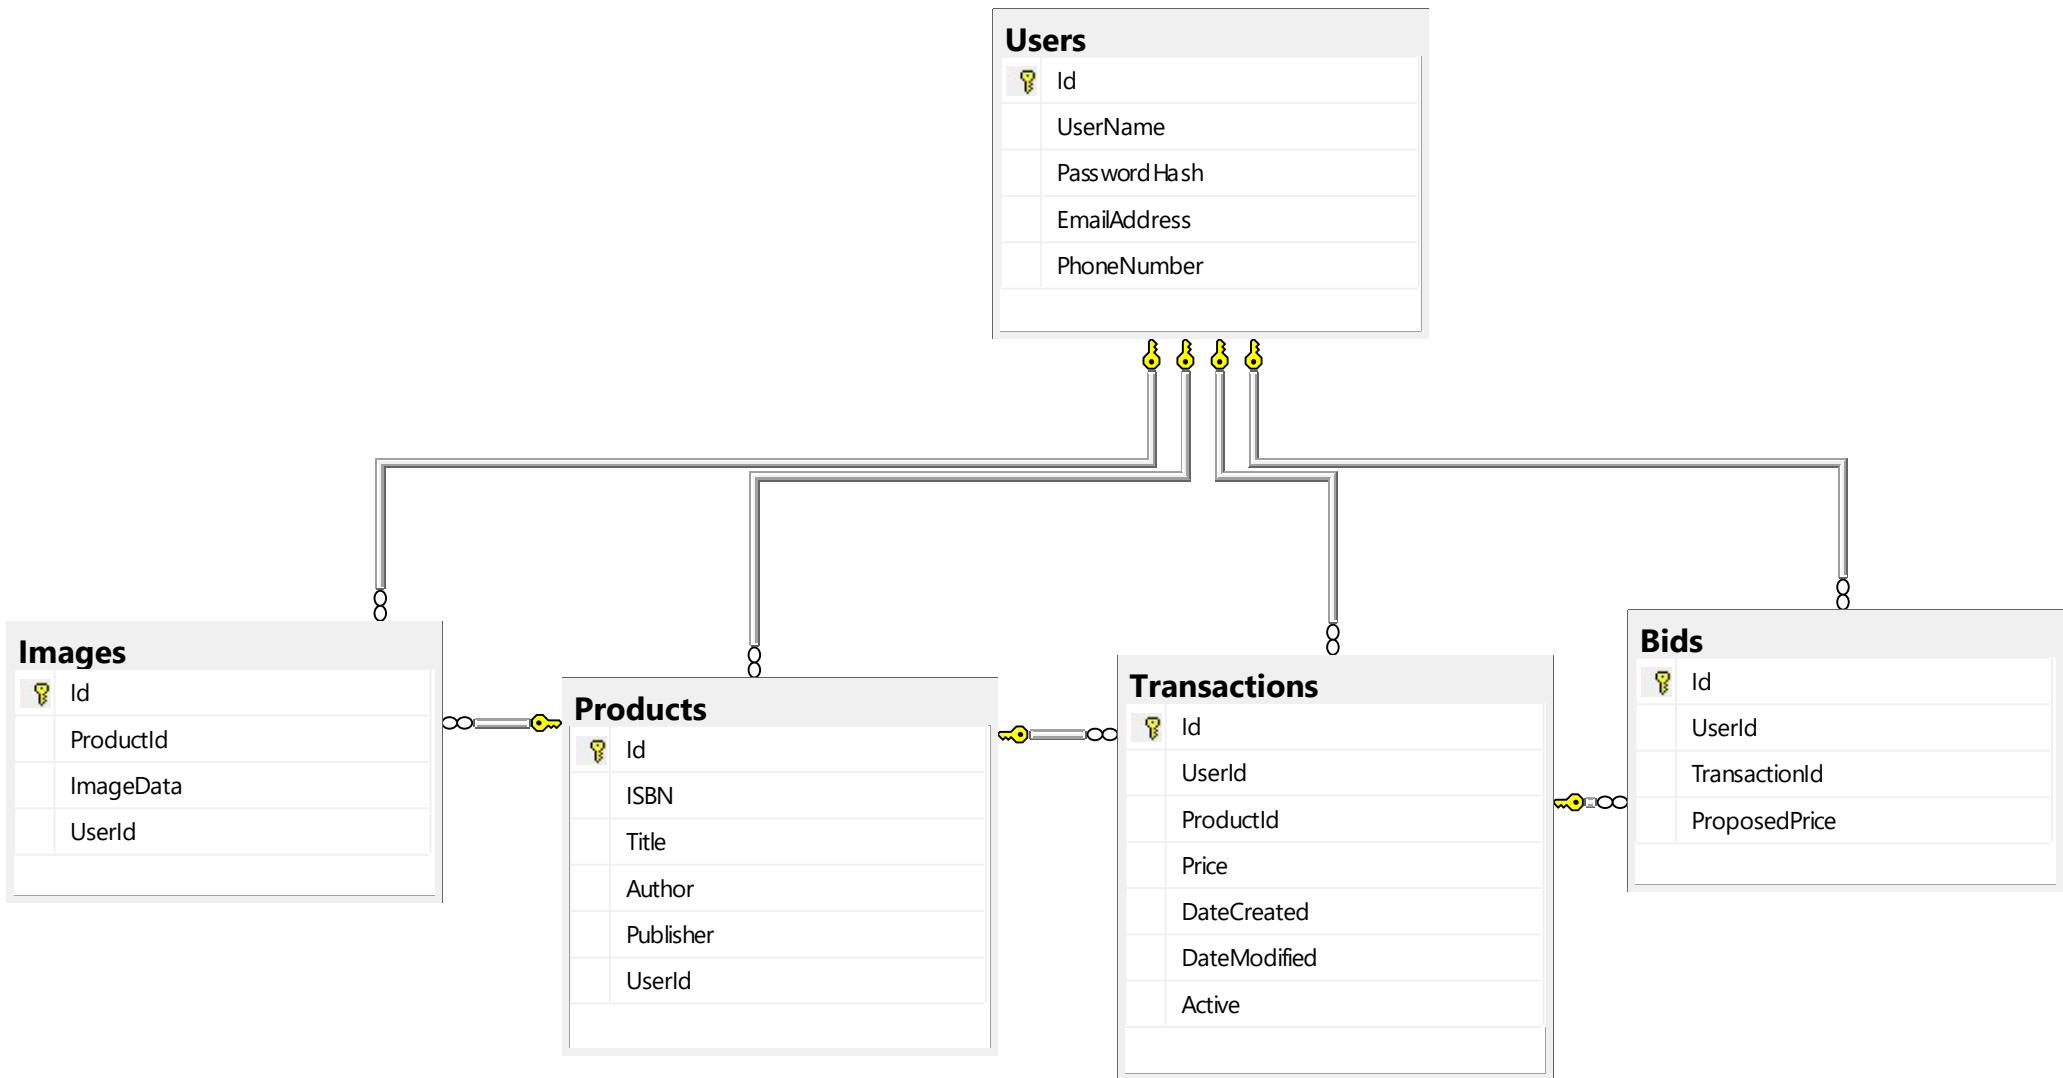 Users
Id
UserName
PasswordHash
EmailAddress
PhoneNumber
Images
Id
ProductId
ImageData
UserId
Products
Id
ISBN
Title
Author
Publisher
UserId
Transactions
Id
UserId
ProductId
Price
DateCreated
DateModified
Active
Bids
Id
UserId
TransactionId
ProposedPrice